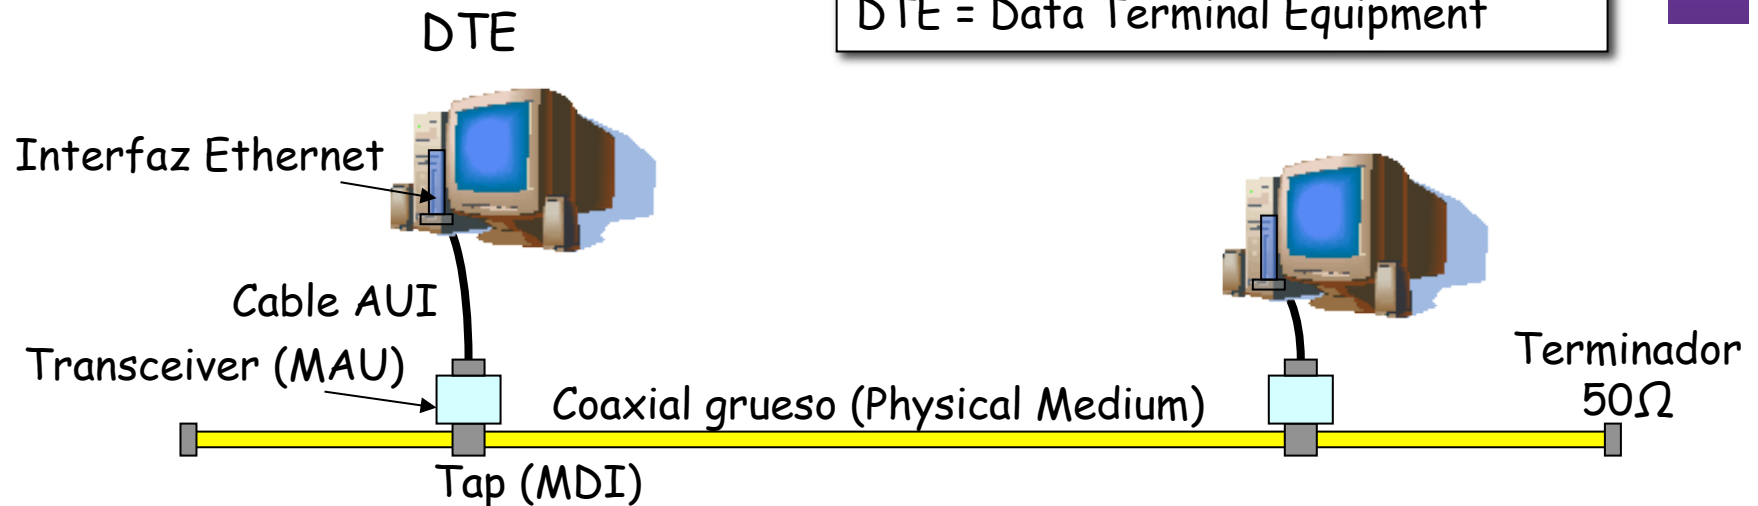 DTE = Data Terminal Equipment
DTE
Interfaz Ethernet
Cable AUI
Transceiver (MAU)
Coaxial grueso (Physical Medium)
Terminador
50Ω
Tap (MDI)